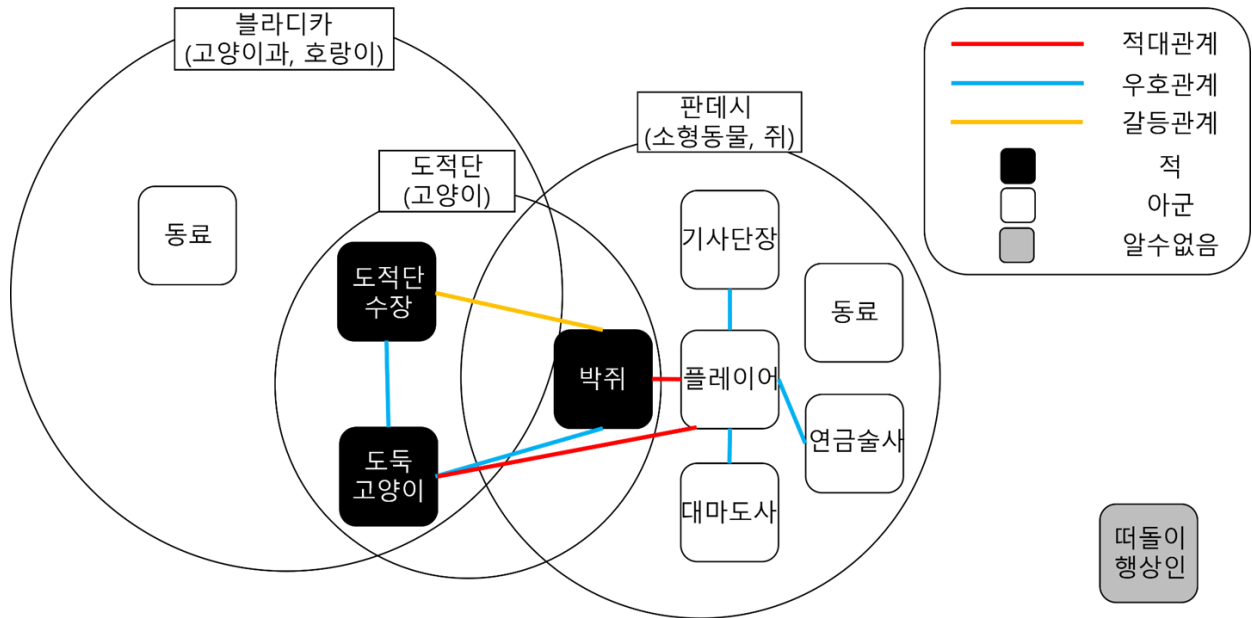 블라디카
(고양이과, 호랑이)
판데시
(소형동물, 쥐)
도적단
(고양이)
동료
도적단
수장
도둑
고양이
박쥐
기사단장
플레이어
대마도사
동료
연금술사
떠돌이
행상인
적대관계
우호관계
갈등관계
적
아군
알수없음